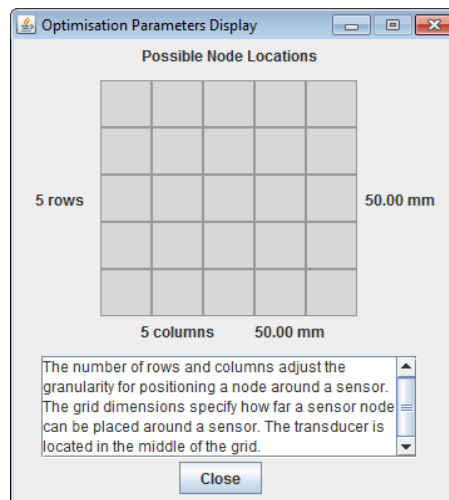 Optimisation Parameters Display
Possible Node Locations
5 rows
50.00 mm
5 columns 50.00 mm
The number of rows and columns adjust the
granularity for positioning a node around a sensor.
The grid dimensions specify how far a sensor node
can be placed around a sensor. The transducer is
located in the middle of the grid.
Close